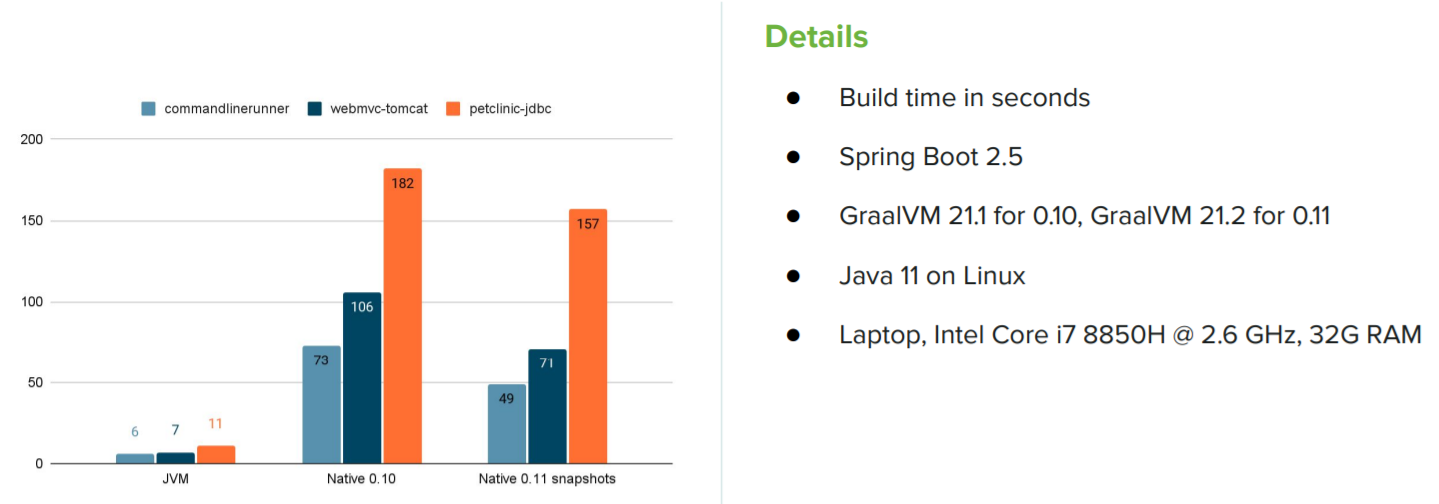 commandlinerunner webmvc-tomcat petclinic-jdbc
200
150
100
50
0
6 7 11
73 106 182
49 71 157
JVM Native 0.10 Native 0.11 snapshots
Details
● Build time in seconds
● Spring Boot 2.5
● GraalVM 21.1 for 0.10, GraalVM 21.2 for 0.11
● Java 11 on Linux
● Laptop, Intel Core i7 8850H @ 2.6 GHz, 32G RAM